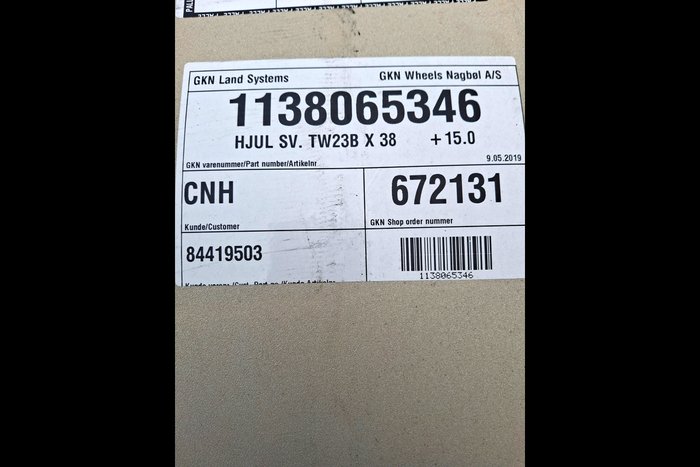 GKN Land Systems GKN Wheels Nagbøl A/S
1138065346
HJUL SV. TW23B X 38 +15.0
GKN varenummer/Part number/Artikelnr 9.05.2019
CNH 672131
Kunde/Customer GKN Shop order nummer
84419503
1138065346